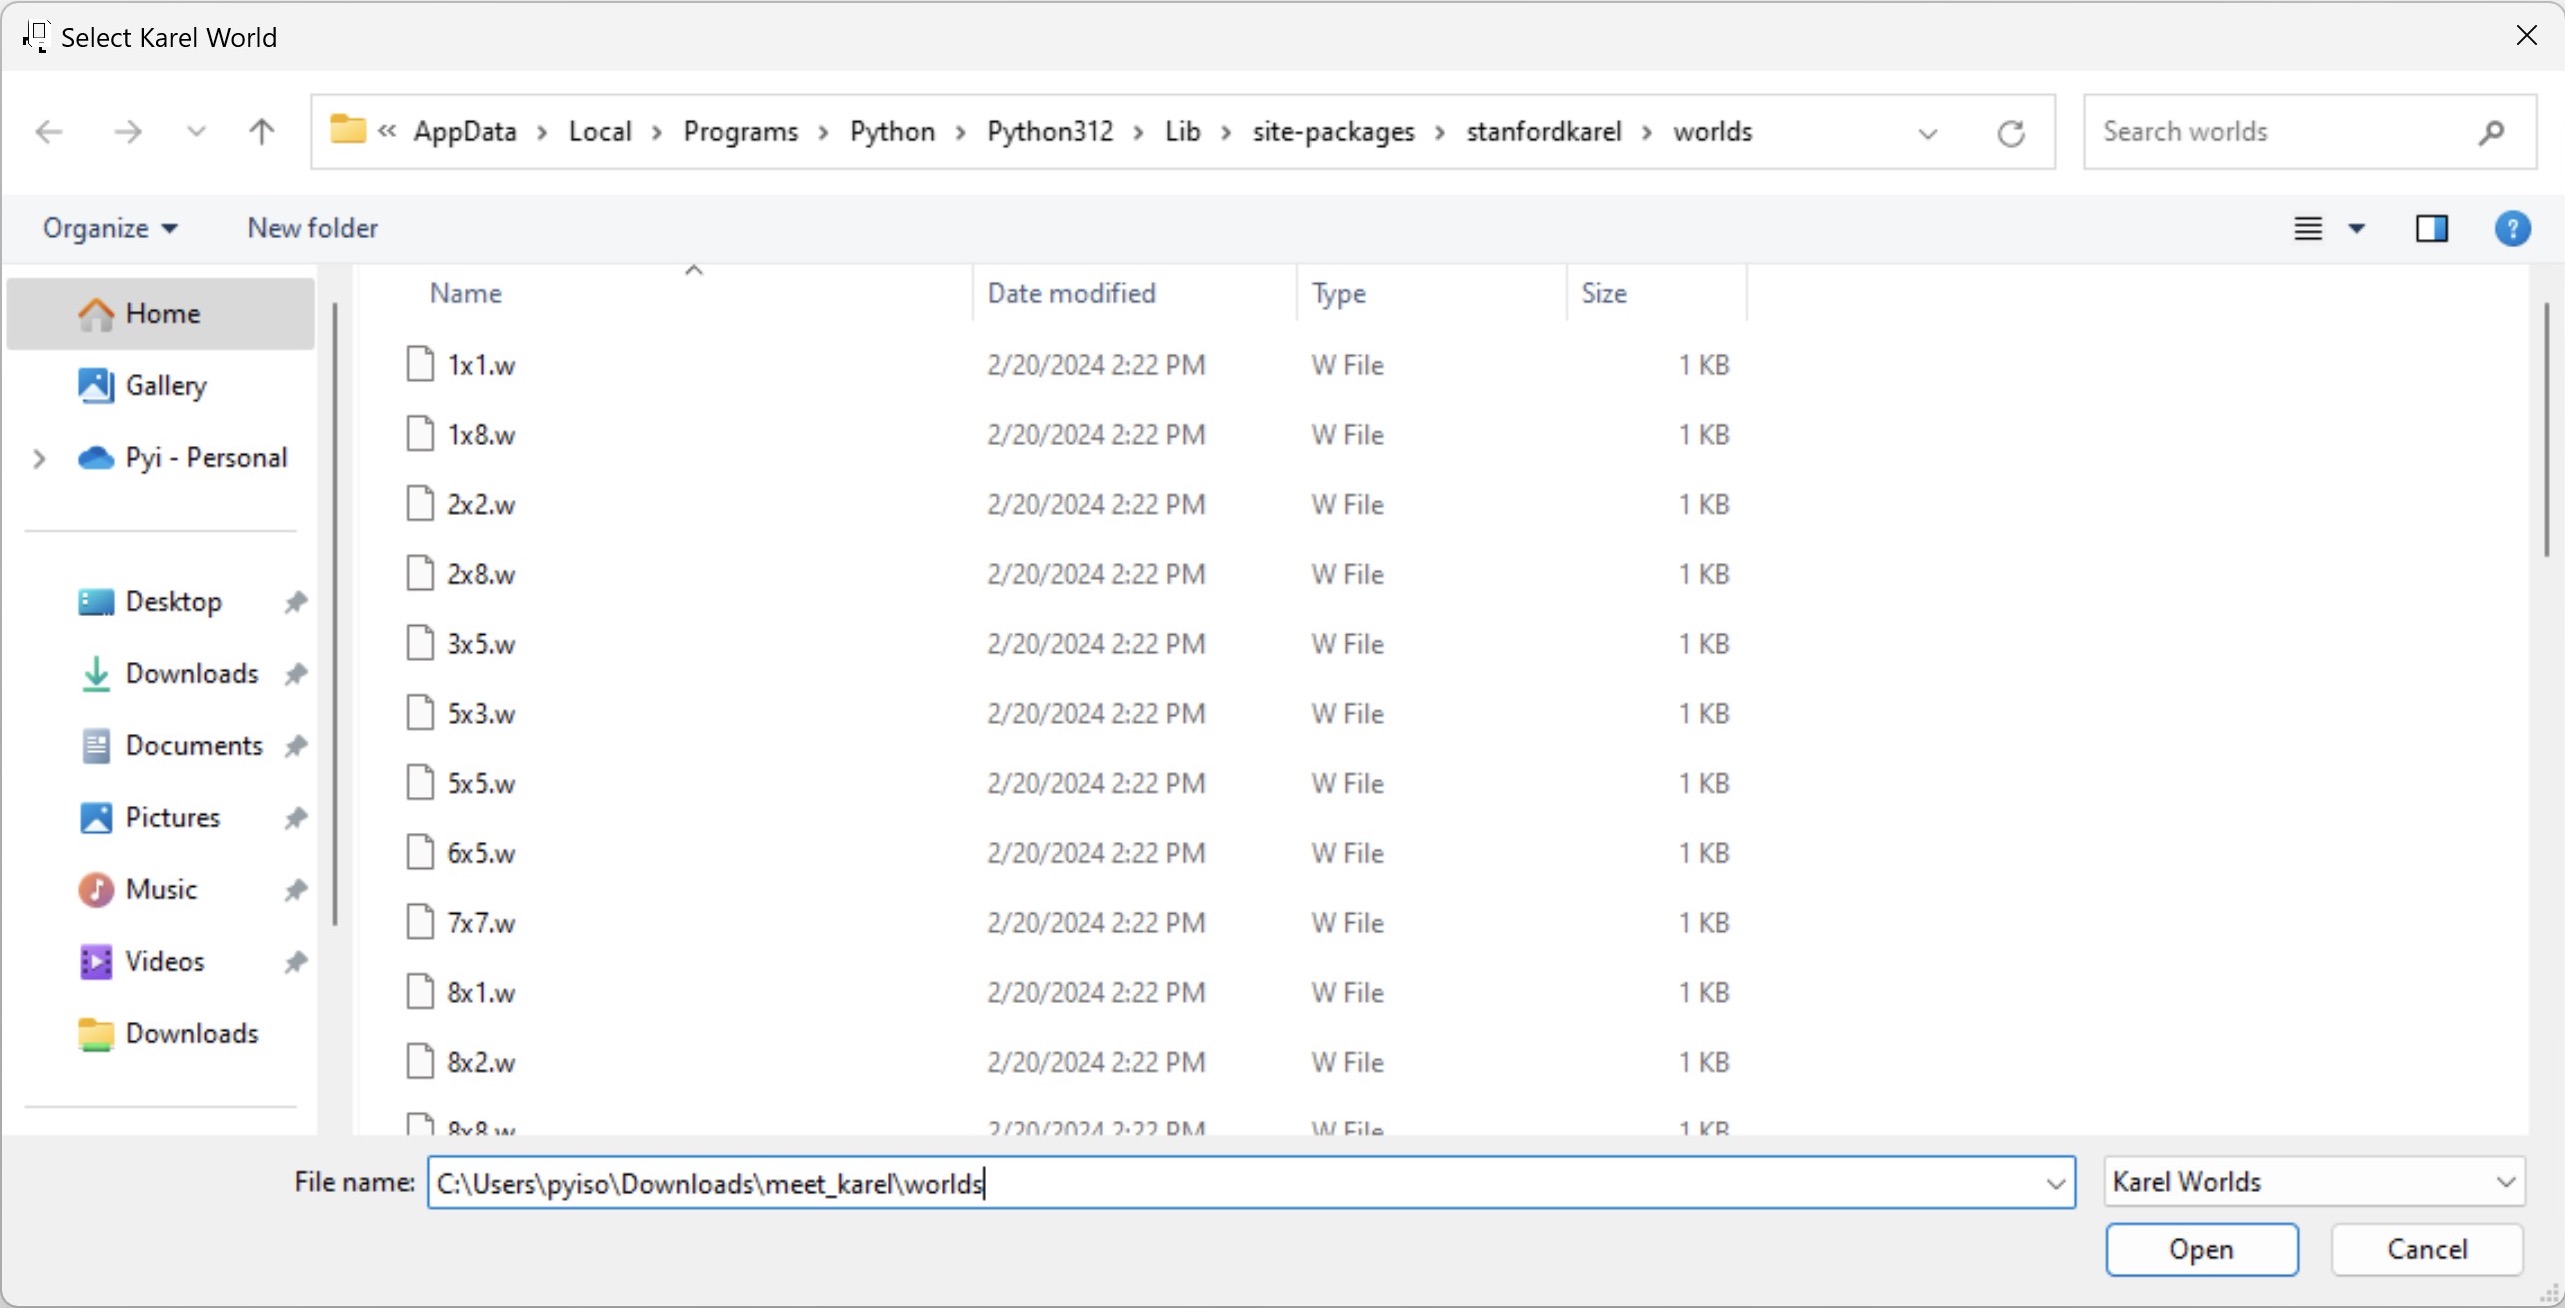 Select Karel World
« AppData > Local > Programs > Python > Python312 > Lib > site-packages > stanfordkarel > worlds
Search worlds
Organize
New folder
?
Home
Gallery
Pyi - Personal
Desktop
Downloads
Documents
Pictures
Music
Videos
Downloads
Name Date modified Type Size
1x1.w 2/20/2024 2:22 PM W File 1 KB
1x8.w 2/20/2024 2:22 PM W File 1 KB
2x2.w 2/20/2024 2:22 PM W File 1 KB
2x8.w 2/20/2024 2:22 PM W File 1 KB
3x5.w 2/20/2024 2:22 PM W File 1 KB
5x3.w 2/20/2024 2:22 PM W File 1 KB
5x5.w 2/20/2024 2:22 PM W File 1 KB
6x5.w 2/20/2024 2:22 PM W File 1 KB
7x7.w 2/20/2024 2:22 PM W File 1 KB
8x1.w 2/20/2024 2:22 PM W File 1 KB
8x2.w 2/20/2024 2:22 PM W File 1 KB
8x8.w 2/20/2024 2:22 PM W File 1 KB
File name: C:\Users\pyiso\Downloads\meet_karel\worlds
Karel Worlds
Open Cancel